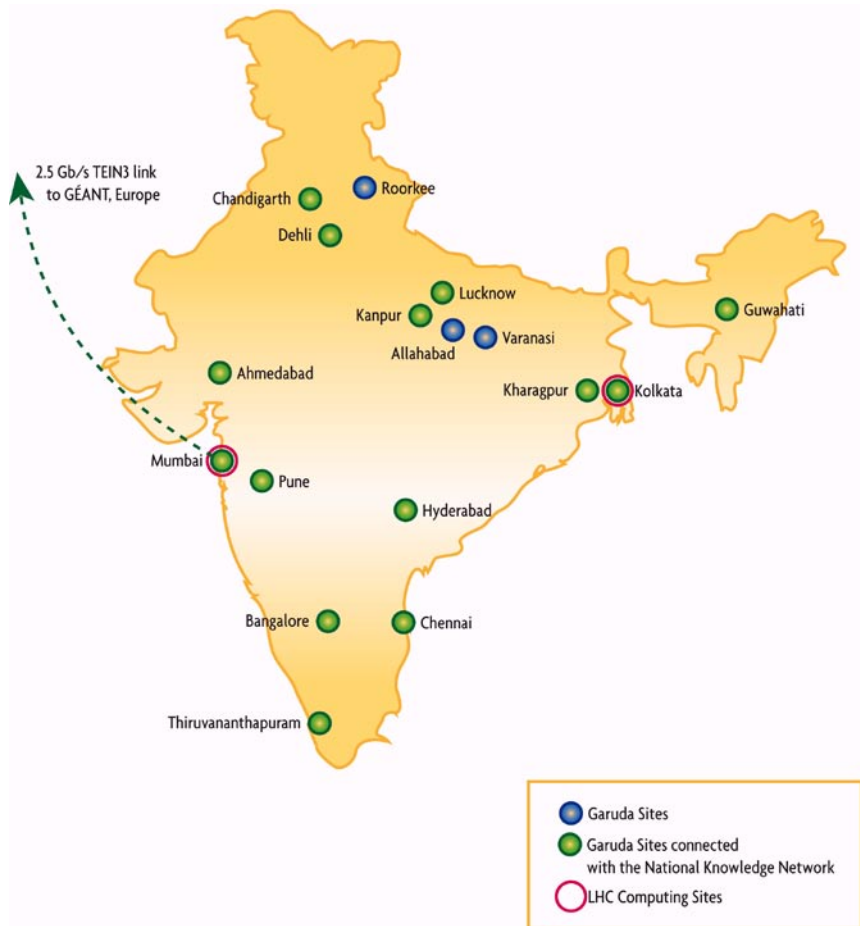 2.5 Gb/s TEIN3 link
to GÉANT, Europe
Chandigarth
Roorkee
Dehli
Lucknow
Kanpur
Guwahati
Allahabad
Varanasi
Ahmedabad
Kharagpur
Kolkata
Mumbai
Pune
Hyderabad
Bangalore
Chennai
Thiruvananthapuram
Garuda Sites
Garuda Sites connected
with the National Knowledge Network
LHC Computing Sites